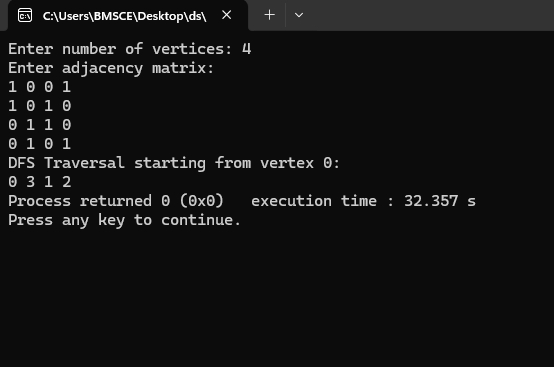 C:\Users\BMSCE\Desktop\ds\
Enter number of vertices: 4
Enter adjacency matrix:
1 0 0 1
1 0 1 0
0 1 1 0
0 1 0 1
DFS Traversal starting from vertex 0:
0 3 1 2
Process returned 0 (0x0)   execution time : 32.357 s
Press any key to continue.